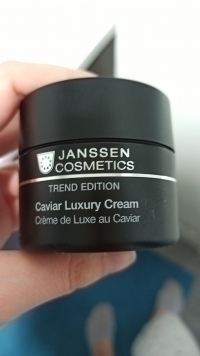 JANSSEN
COSMETICS
TREND EDITION
Caviar Luxury Cream
Crème de Luxe au Caviar